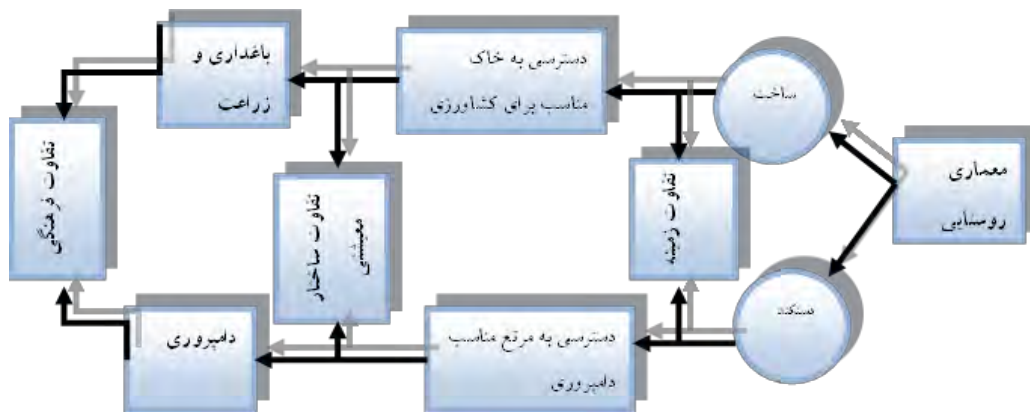 معماری
روستایی
ساخت
دستکند
تفاوت زمینه
دسترسی به خاک
مناسب برای کشاورزی
دسترسی به مرتع مناسب
دامپروری
تفاوت ساختار
معیشتی
باغداری و
زراعت
دامپروری
تفاوت فرهنگی